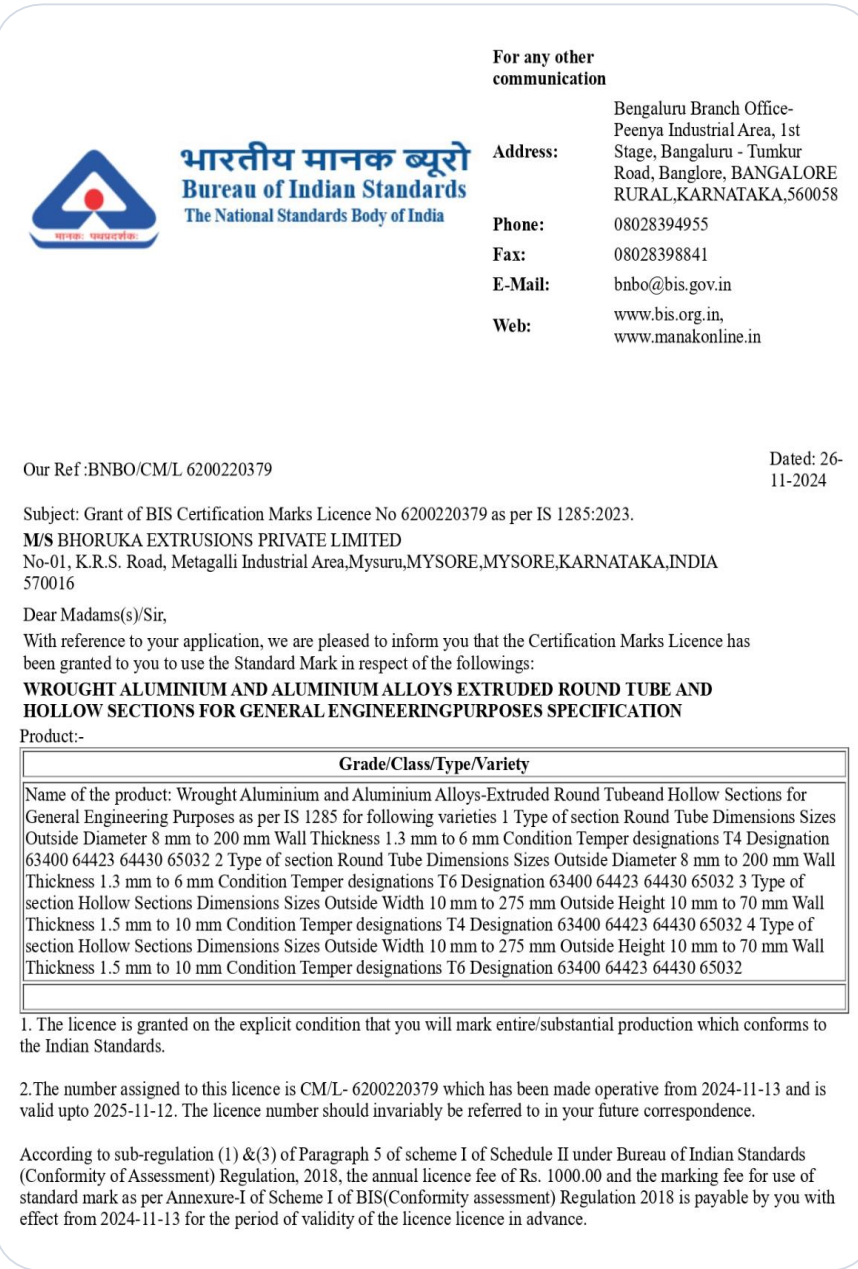 For any other
communication
Address:
Bengaluru Branch Office-
Peenya Industrial Area, 1st
Stage, Bangaluru - Tumkur
Road, Banglore, BANGALORE
RURAL,KARNATAKA,560058
Phone: 08028394955
Fax: 08028398841
E-Mail: bnbo@bis.gov.in
Web:
www.bis.org.in,
www.manakonline.in
मानकः पथप्रदर्शकः
भारतीय मानक ब्यूरो
Bureau of Indian Standards
The National Standards Body of India
Our Ref :BNBO/CM/L 6200220379
Dated: 26-
11-2024
Subject: Grant of BIS Certification Marks Licence No 6200220379 as per IS 1285:2023.
M/S BHORUKA EXTRUSIONS PRIVATE LIMITED
No-01, K.R.S. Road, Metagalli Industrial Area,Mysuru,MYSORE,MYSORE,KARNATAKA,INDIA
570016
Dear Madams(s)/Sir,
With reference to your application, we are pleased to inform you that the Certification Marks Licence has
been granted to you to use the Standard Mark in respect of the followings:
WROUGHT ALUMINIUM AND ALUMINIUM ALLOYS EXTRUDED ROUND TUBE AND
HOLLOW SECTIONS FOR GENERAL ENGINEERINGPURPOSES SPECIFICATION
Product:-
Grade/Class/Type/Variety
Name of the product: Wrought Aluminium and Aluminium Alloys-Extruded Round Tubeand Hollow Sections for
General Engineering Purposes as per IS 1285 for following varieties 1 Type of section Round Tube Dimensions Sizes
Outside Diameter 8 mm to 200 mm Wall Thickness 1.3 mm to 6 mm Condition Temper designations T4 Designation
63400 64423 64430 65032 2 Type of section Round Tube Dimensions Sizes Outside Diameter 8 mm to 200 mm Wall
Thickness 1.3 mm to 6 mm Condition Temper designations T6 Designation 63400 64423 64430 65032 3 Type of
section Hollow Sections Dimensions Sizes Outside Width 10 mm to 275 mm Outside Height 10 mm to 70 mm Wall
Thickness 1.5 mm to 10 mm Condition Temper designations T4 Designation 63400 64423 64430 65032 4 Type of
section Hollow Sections Dimensions Sizes Outside Width 10 mm to 275 mm Outside Height 10 mm to 70 mm Wall
Thickness 1.5 mm to 10 mm Condition Temper designations T6 Designation 63400 64423 64430 65032
1. The licence is granted on the explicit condition that you will mark entire/substantial production which conforms to
the Indian Standards.
2.The number assigned to this licence is CM/L- 6200220379 which has been made operative from 2024-11-13 and is
valid upto 2025-11-12. The licence number should invariably be referred to in your future correspondence.
According to sub-regulation (1) &(3) of Paragraph 5 of scheme I of Schedule II under Bureau of Indian Standards
(Conformity of Assessment) Regulation, 2018, the annual licence fee of Rs. 1000.00 and the marking fee for use of
standard mark as per Annexure-I of Scheme I of BIS(Conformity assessment) Regulation 2018 is payable by you with
effect from 2024-11-13 for the period of validity of the licence licence in advance.